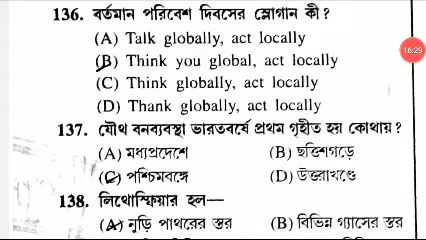 136. বর্তমান পরিবেশ দিবসের স্লোগান কী?
(A) Talk globally, act locally
(B) Think you global, act locally
(C) Think globally, act locally
(D) Thank globally, act locally
16:29
137. যৌথ বনব্যবস্থা ভারতবর্ষে প্রথম গৃহীত হয় কোথায়?
(A) মধ্যপ্রদেশে (B) ছত্তিশগড়ে
(C) পশ্চিমবঙ্গে (D) উত্তরাখণ্ডে
138. লিথোস্ফিয়ার হল—
(A) নুড়ি পাথরের স্তর (B) বিভিন্ন গ্যাসের স্তর